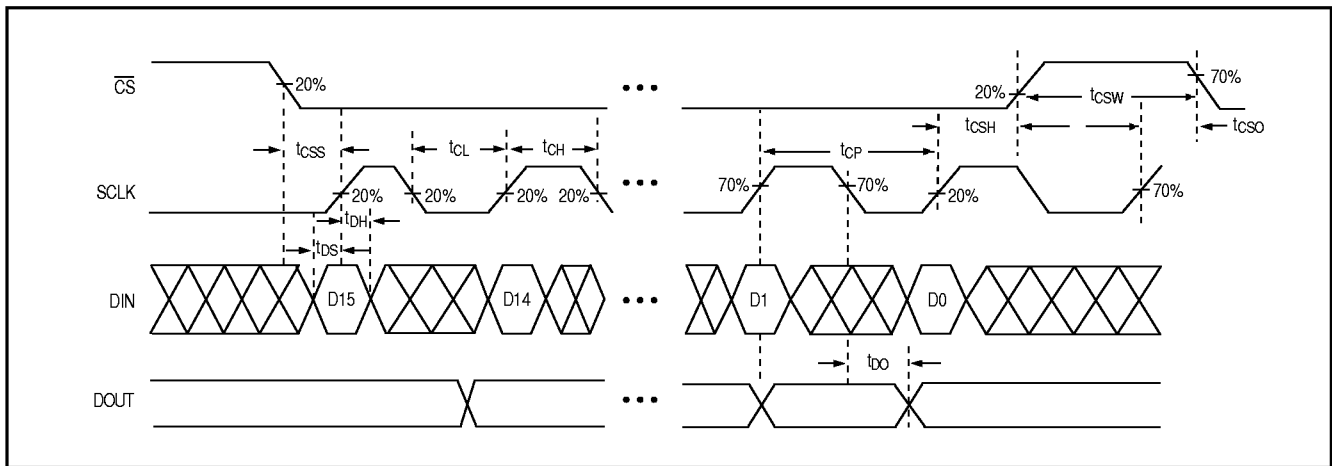 CS
20%
• • •
20%
70%
tCSW
tCSH
tCSO
tCSS
tCL
tCH
tCP
SCLK
20%
20%
20%
20%
• • •
70%
70%
20%
70%
tDH
tDS
DIN
D15
D14
• • •
D1
D0
tDO
DOUT
• • •